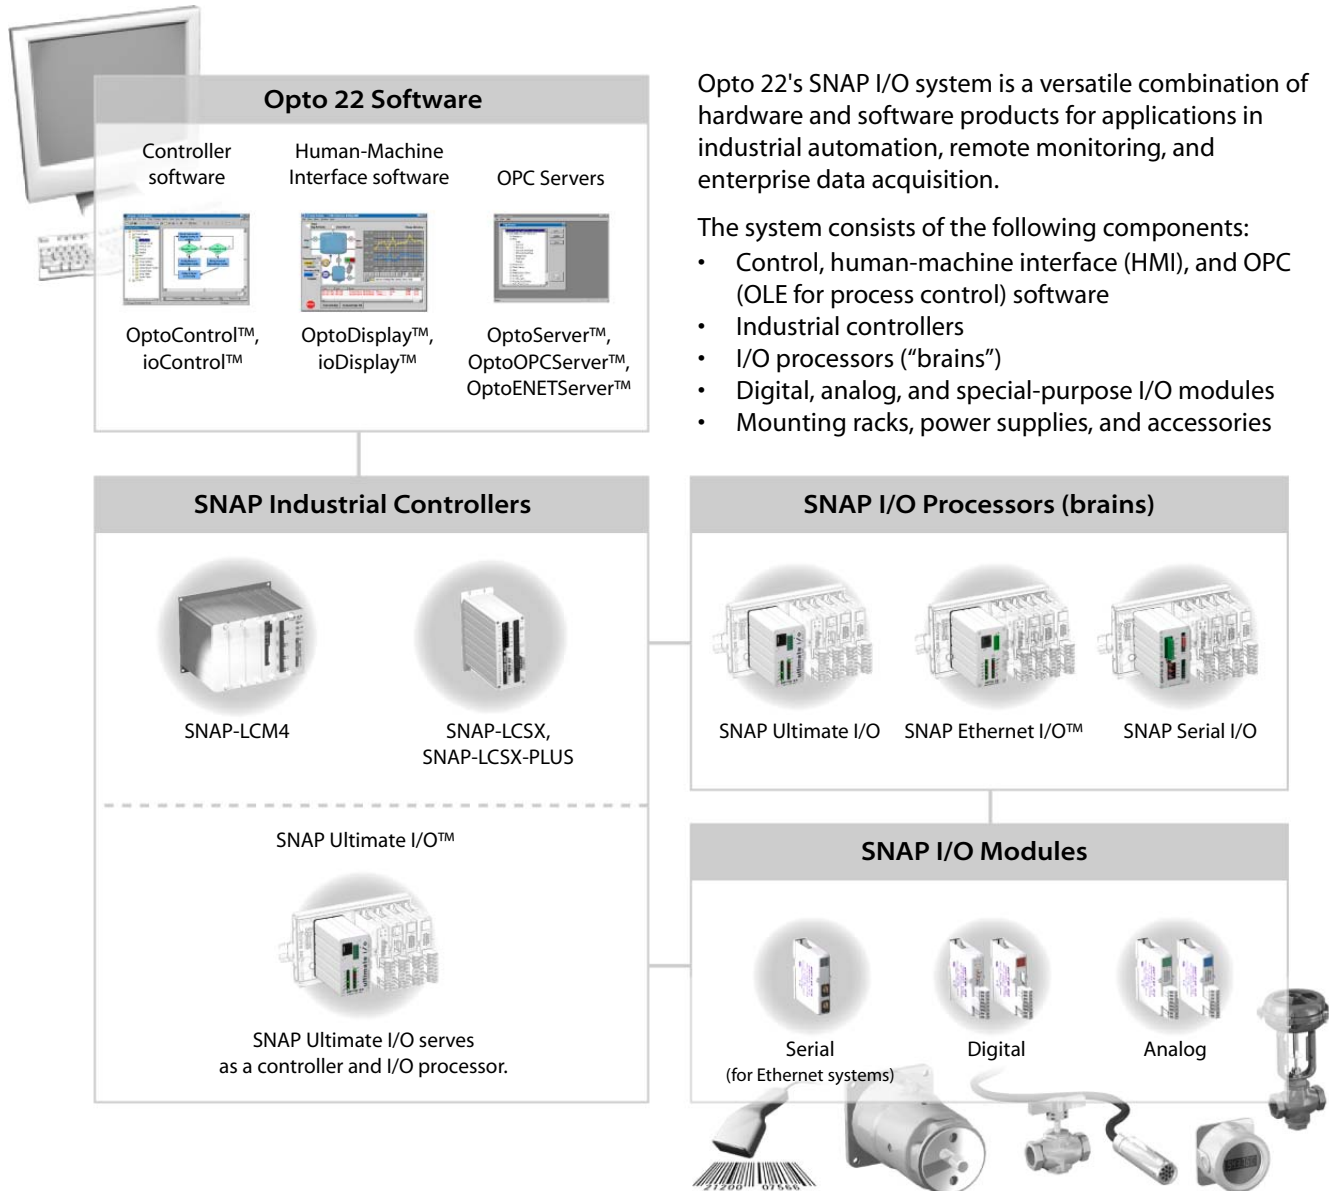 Opto 22 Software
Controller
software
Human-Machine
Interface software
OPC Servers
OptoControl™,
ioControl™
OptoDisplay™,
ioDisplay™
OptoServer™,
OptoOPCServer™,
OptoENETServer™
Opto 22's SNAP I/O system is a versatile combination of
hardware and software products for applications in
industrial automation, remote monitoring, and
enterprise data acquisition.
The system consists of the following components:
• Control, human-machine interface (HMI), and OPC
(OLE for process control) software
• Industrial controllers
• I/O processors (“brains”)
• Digital, analog, and special-purpose I/O modules
• Mounting racks, power supplies, and accessories
SNAP Industrial Controllers
SNAP-LCM4
SNAP-LCSX,
SNAP-LCSX-PLUS
SNAP Ultimate I/O™
ultimate I/O
SNAP Ultimate I/O serves
as a controller and I/O processor.
SNAP I/O Processors (brains)
ultimate I/O
SNAP Ultimate I/O
SNAP Ethernet I/O™
SNAP Serial I/O
SNAP I/O Modules
Serial
(for Ethernet systems)
Digital
Analog
21200 07566